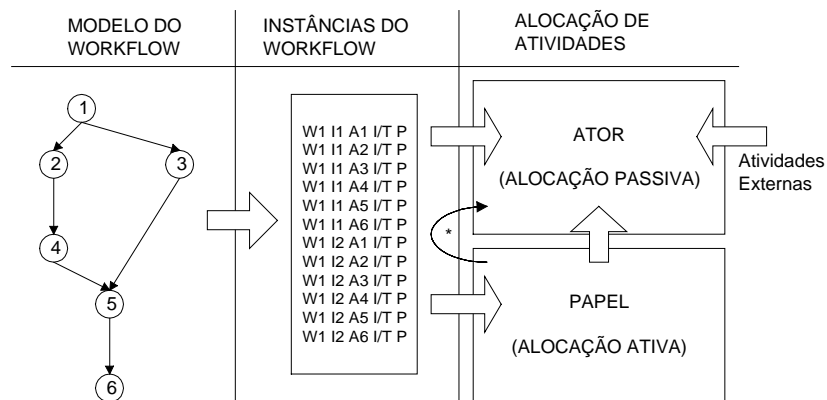 MODELO DO
WORKFLOW
INSTÂNCIAS DO
WORKFLOW
ALOCAÇÃO DE
ATIVIDADES
1
2
3
4
5
6
W1 I1 A1 I/T P
W1 I1 A2 I/T P
W1 I1 A3 I/T P
W1 I1 A4 I/T P
W1 I1 A5 I/T P
W1 I1 A6 I/T P
W1 I2 A1 I/T P
W1 I2 A2 I/T P
W1 I2 A3 I/T P
W1 I2 A4 I/T P
W1 I2 A5 I/T P
W1 I2 A6 I/T P
*
ATOR
(ALOCAÇÃO PASSIVA)
Atividades
Externas
PAPEL
(ALOCAÇÃO ATIVA)